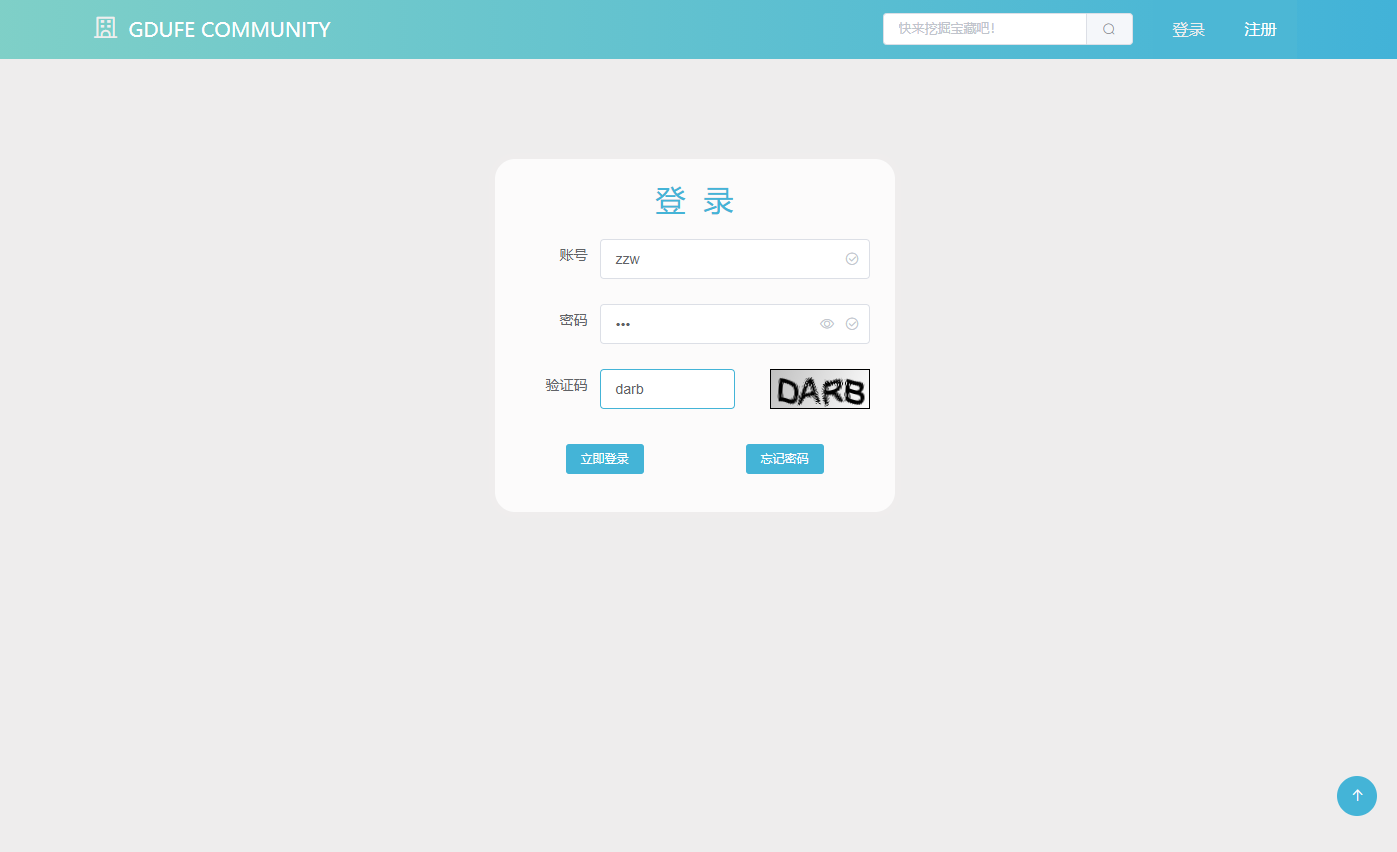 GDUFE COMMUNITY
快来挖掘宝藏吧!
登录
注册
登 录
账号
zzw
密码
•••
验证码
darb
DARB
立即登录
忘记密码